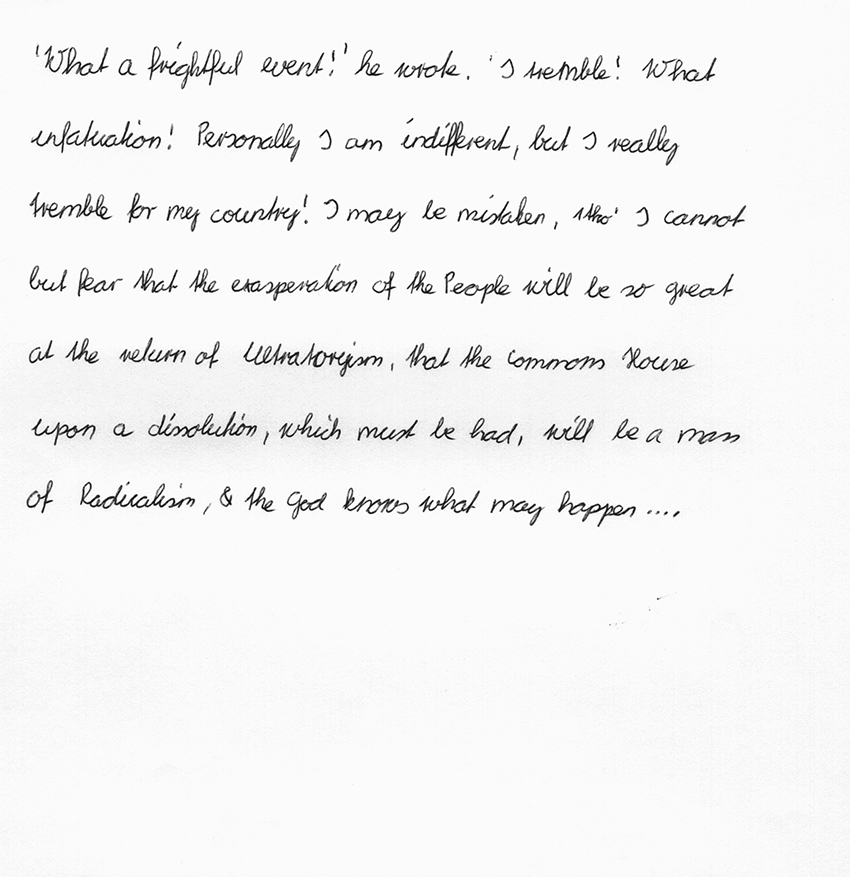 'What a frightful event!' he wrote. 'I tremble! What
infatuation! Personally I am indifferent, but I really
tremble for my country! I may be mistaken, tho' I cannot
but fear that the exasperation of the People will be so great
at the return of Ultratoryism, that the Commons House
upon a dissolution, which must be had, will be a mass
of Radicalism, & the God knows what may happen ....